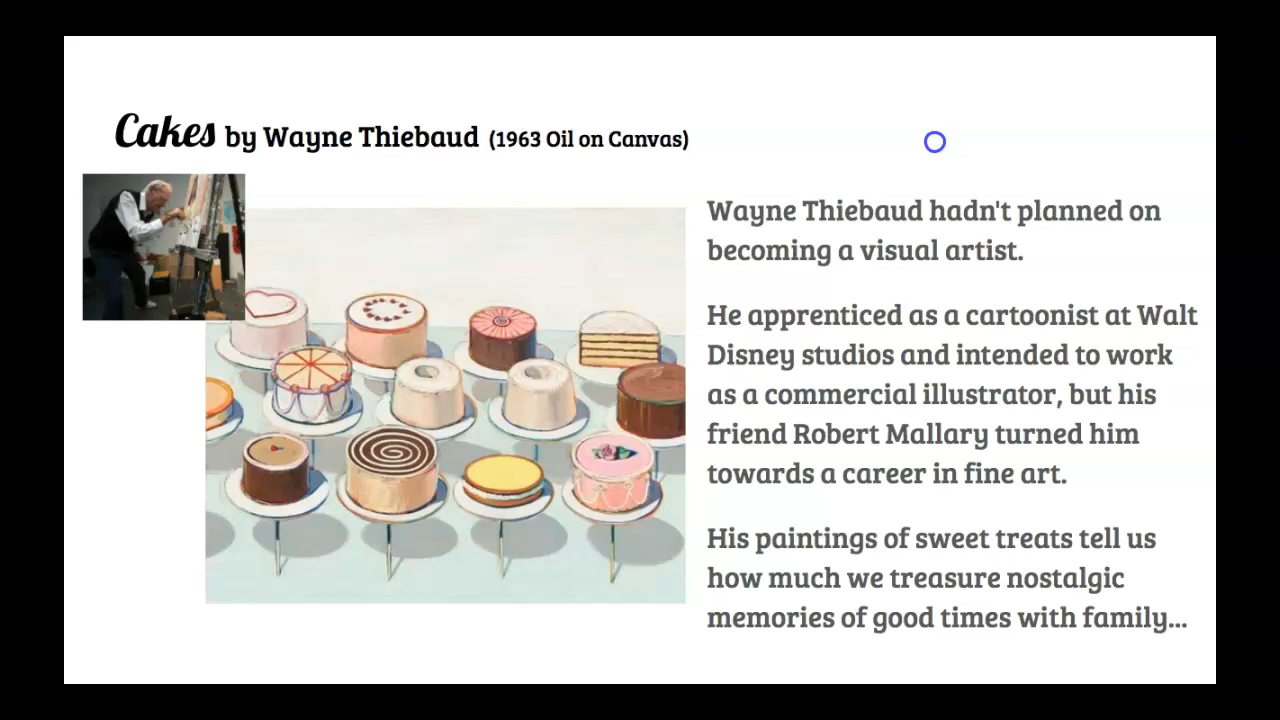 Cakes by Wayne Thiebaud (1963 Oil on Canvas)
Wayne Thiebaud hadn't planned on
becoming a visual artist.
He apprenticed as a cartoonist at Walt
Disney studios and intended to work
as a commercial illustrator, but his
friend Robert Mallary turned him
towards a career in fine art.
His paintings of sweet treats tell us
how much we treasure nostalgic
memories of good times with family...